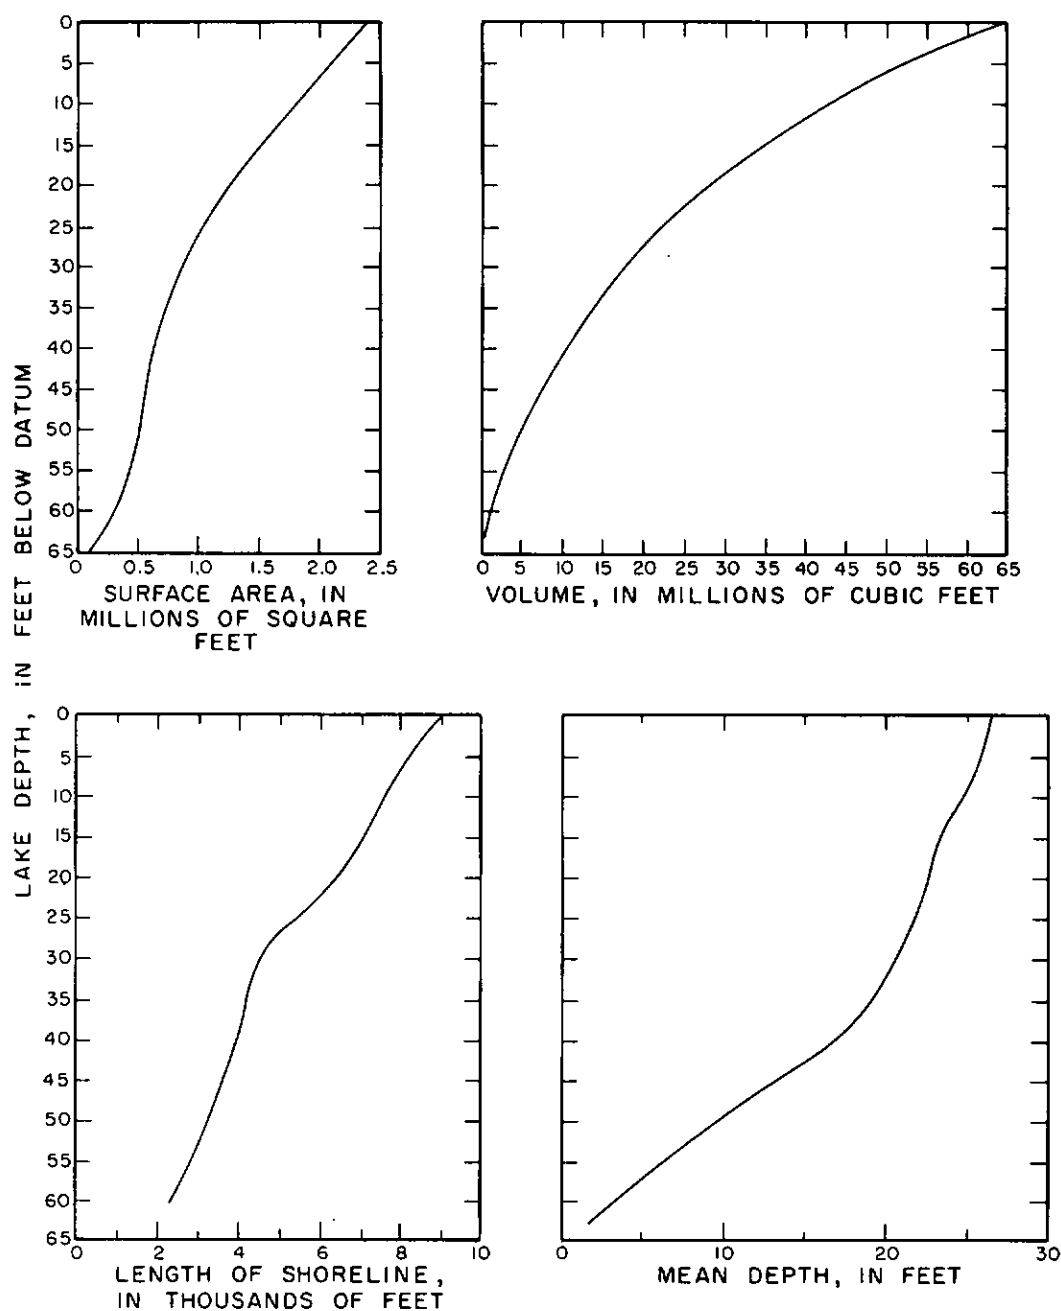 LAKE DEPTH, IN FEET BELOW DATUM
0
5
10
15
20
25
30
35
40
45
50
55
60
65
0 0.5 1.0 1.5 2.0 2.5
SURFACE AREA, IN
MILLIONS OF SQUARE
FEET
0 5 10 15 20 25 30 35 40 45 50 55 60 65
VOLUME, IN MILLIONS OF CUBIC FEET
0
5
10
15
20
25
30
35
40
45
50
55
60
65
0 2 4 6 8 10
LENGTH OF SHORELINE,
IN THOUSANDS OF FEET
0 10 20 30
MEAN DEPTH, IN FEET